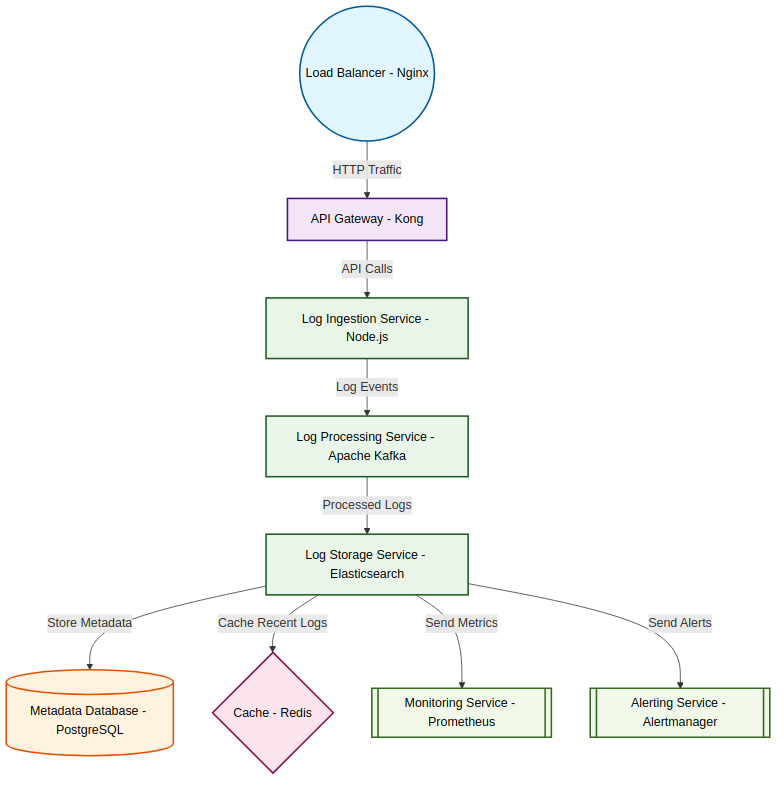 Load Balancer - Nginx
HTTP Traffic
API Gateway - Kong
API Calls
Log Ingestion Service -
Node.js
Log Events
Log Processing Service -
Apache Kafka
Processed Logs
Log Storage Service -
Elasticsearch
Store Metadata
Cache Recent Logs
Send Metrics
Send Alerts
Metadata Database -
PostgreSQL
Cache - Redis
Monitoring Service -
Prometheus
Alerting Service -
Alertmanager